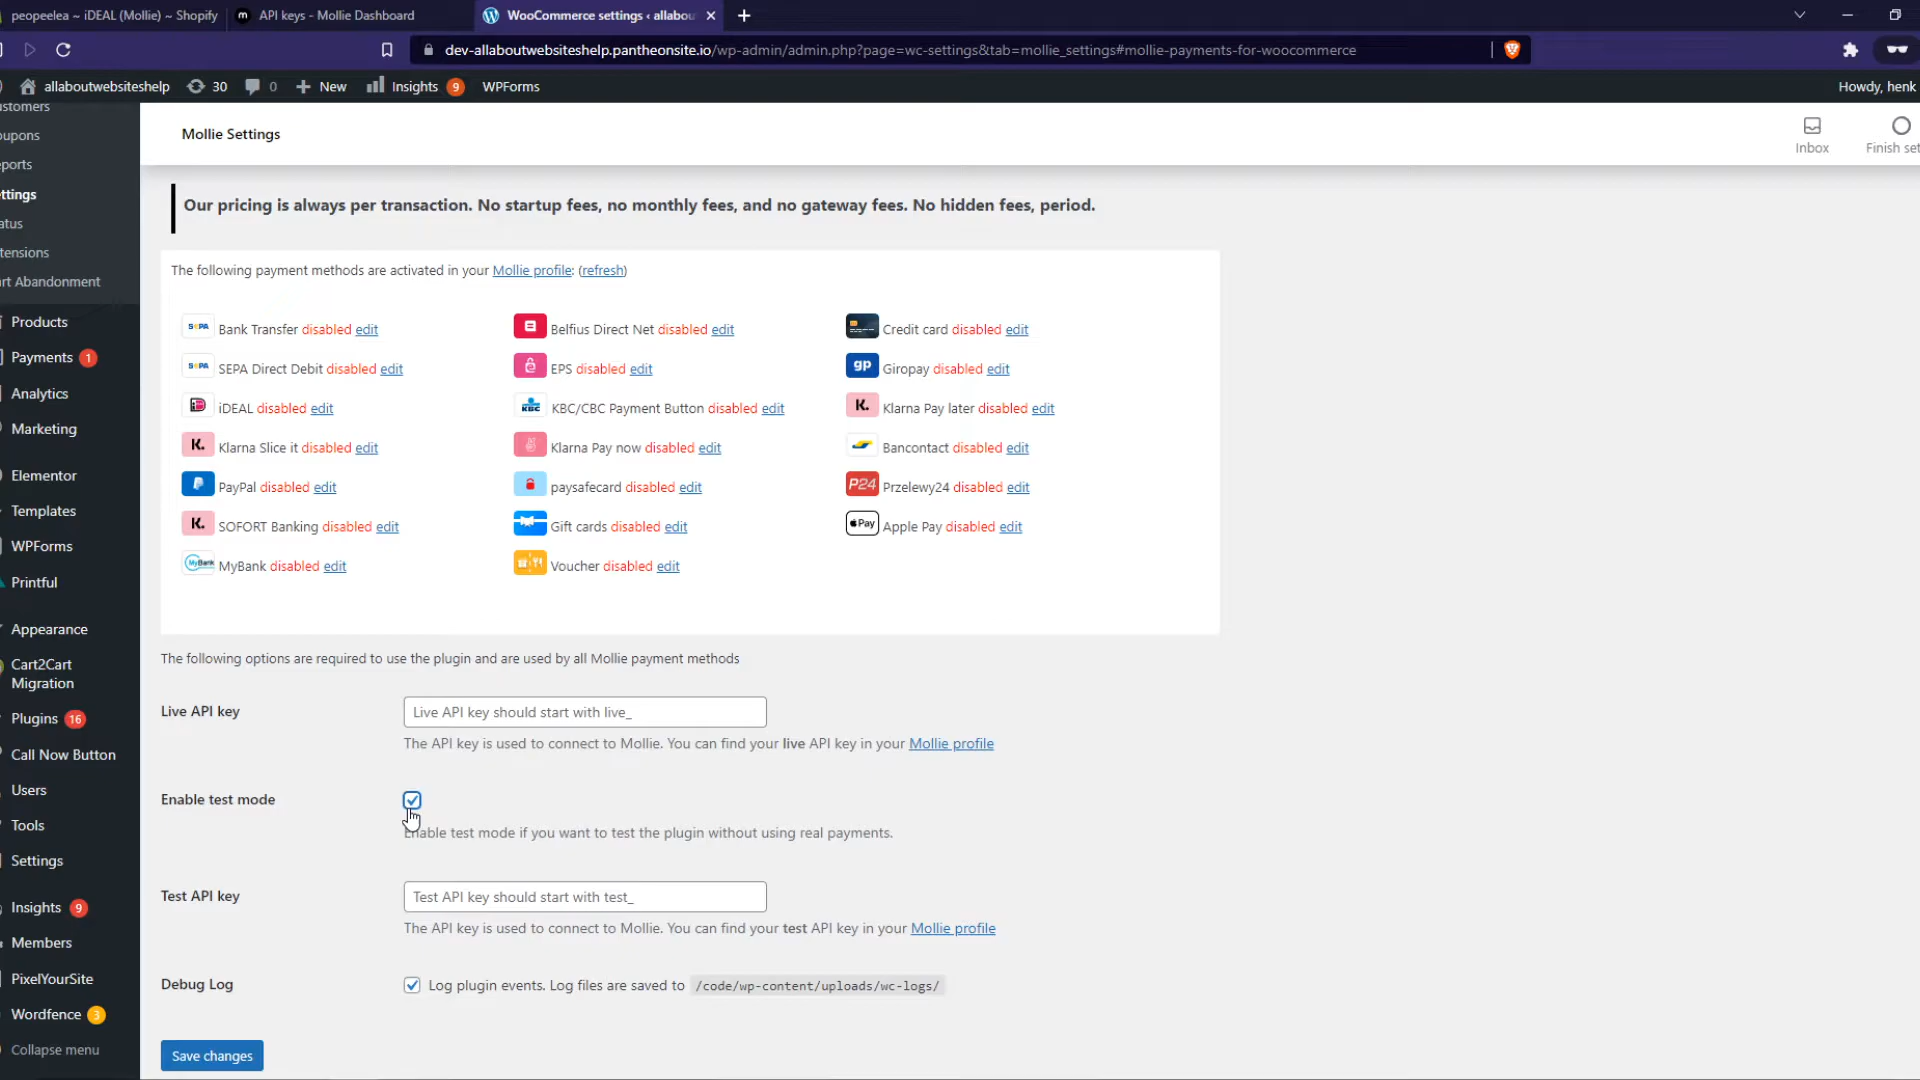 peopeelea ~ iDEAL (Mollie) ~ Shopify
m API keys - Mollie Dashboard
WooCommerce settings ‹ allabou
dev-allaboutwebsiteshelp.pantheonsite.io/wp-admin/admin.php?page=wc-settings&tab=mollie_settings#mollie-payments-for-woocommerce
allaboutwebsiteshelp 30 0 New Insights 9 WPForms Howdy, henk
ustomers
oupons
eports
ettings
atus
tensions
rt Abandonment
Products
Payments 1
Analytics
Marketing
Elementor
Templates
WPForms
Printful
Appearance
Cart2Cart
Migration
Plugins 16
Call Now Button
Users
Tools
Settings
Insights 9
Members
PixelYourSite
Wordfence 3
Collapse menu
Mollie Settings
Inbox
Finish set
Our pricing is always per transaction. No startup fees, no monthly fees, and no gateway fees. No hidden fees, period.
The following payment methods are activated in your Mollie profile: (refresh)
SEPA Bank Transfer disabled edit
Belfius Direct Net disabled edit
Credit card disabled edit
SEPA SEPA Direct Debit disabled edit
EPS disabled edit
gp Giropay disabled edit
iDEAL disabled edit
KBC KBC/CBC Payment Button disabled edit
K. Klarna Pay later disabled edit
K. Klarna Slice it disabled edit
Klarna Pay now disabled edit
Bancontact disabled edit
PayPal disabled edit
paysafecard disabled edit
P24 Przelewy24 disabled edit
K. SOFORT Banking disabled edit
Gift cards disabled edit
Pay Apple Pay disabled edit
MyBank MyBank disabled edit
Voucher disabled edit
The following options are required to use the plugin and are used by all Mollie payment methods
Live API key
Live API key should start with live_
The API key is used to connect to Mollie. You can find your live API key in your Mollie profile
Enable test mode
Enable test mode if you want to test the plugin without using real payments.
Test API key
Test API key should start with test_
The API key is used to connect to Mollie. You can find your test API key in your Mollie profile
Debug Log
Log plugin events. Log files are saved to /code/wp-content/uploads/wc-logs/
Save changes